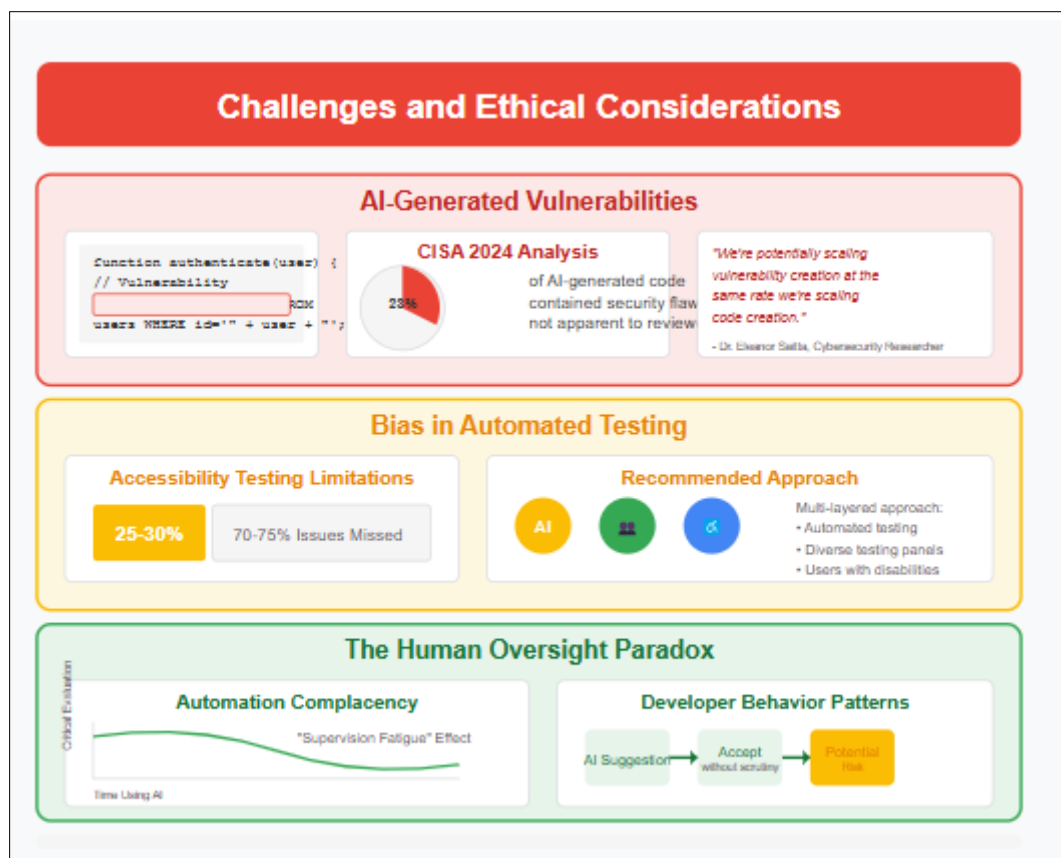 Challenges and Ethical Considerations
AI-Generated Vulnerabilities
function authenticate(user) {
// Vulnerability
ROM
users WHERE id='" + user + "';
CISA 2024 Analysis
23%
of AI-generated code
contained security flaw
not apparent to review
"We're potentially scaling
vulnerability creation at the
same rate we're scaling
code creation."
- Dr. Eleanor Saitta, Cybersecurity Researcher
Bias in Automated Testing
Accessibility Testing Limitations
25-30%
70-75% Issues Missed
Recommended Approach
AI
Multi-layered approach:
• Automated testing
• Diverse testing panels
• Users with disabilities
The Human Oversight Paradox
Critical Evaluation
Automation Complacency
"Supervision Fatigue" Effect
Time Using AI
Developer Behavior Patterns
AI Suggestion
Accept
without scrutiny
Potential
Risk